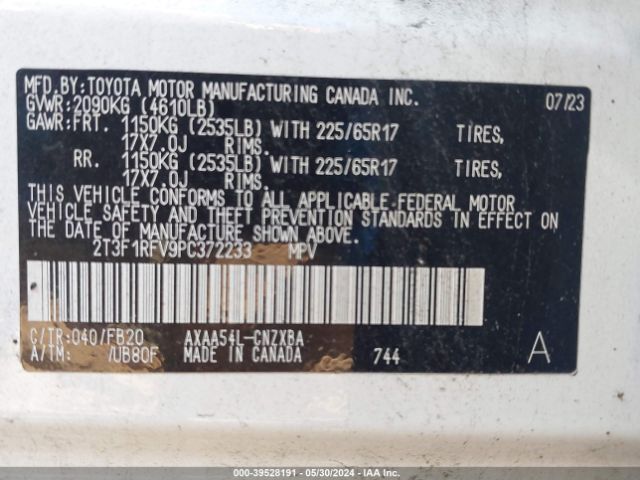 MFD.BY:TOYOTA MOTOR MANUFACTURING CANADA INC. 07/23
GVWR:2090KG (4610LB)
GAWR:FRT. 1150KG (2535LB) WITH 225/65R17 TIRES,
17X7.0J RIMS.
RR. 1150KG (2535LB) WITH 225/65R17 TIRES,
17X7.0J RIMS.
THIS VEHICLE CONFORMS TO ALL APPLICABLE FEDERAL MOTOR
VEHICLE SAFETY AND THEFT PREVENTION STANDARDS IN EFFECT ON
THE DATE OF MANUFACTURE SHOWN ABOVE.
2T3F1RFV9PC372233 MPV
C/TR:040/FB20 AXAA54L-CNZXBA
A/TM: /UB80F MADE IN CANADA 744 A
000-39528191 - 05/30/2024 - IAAI.COM